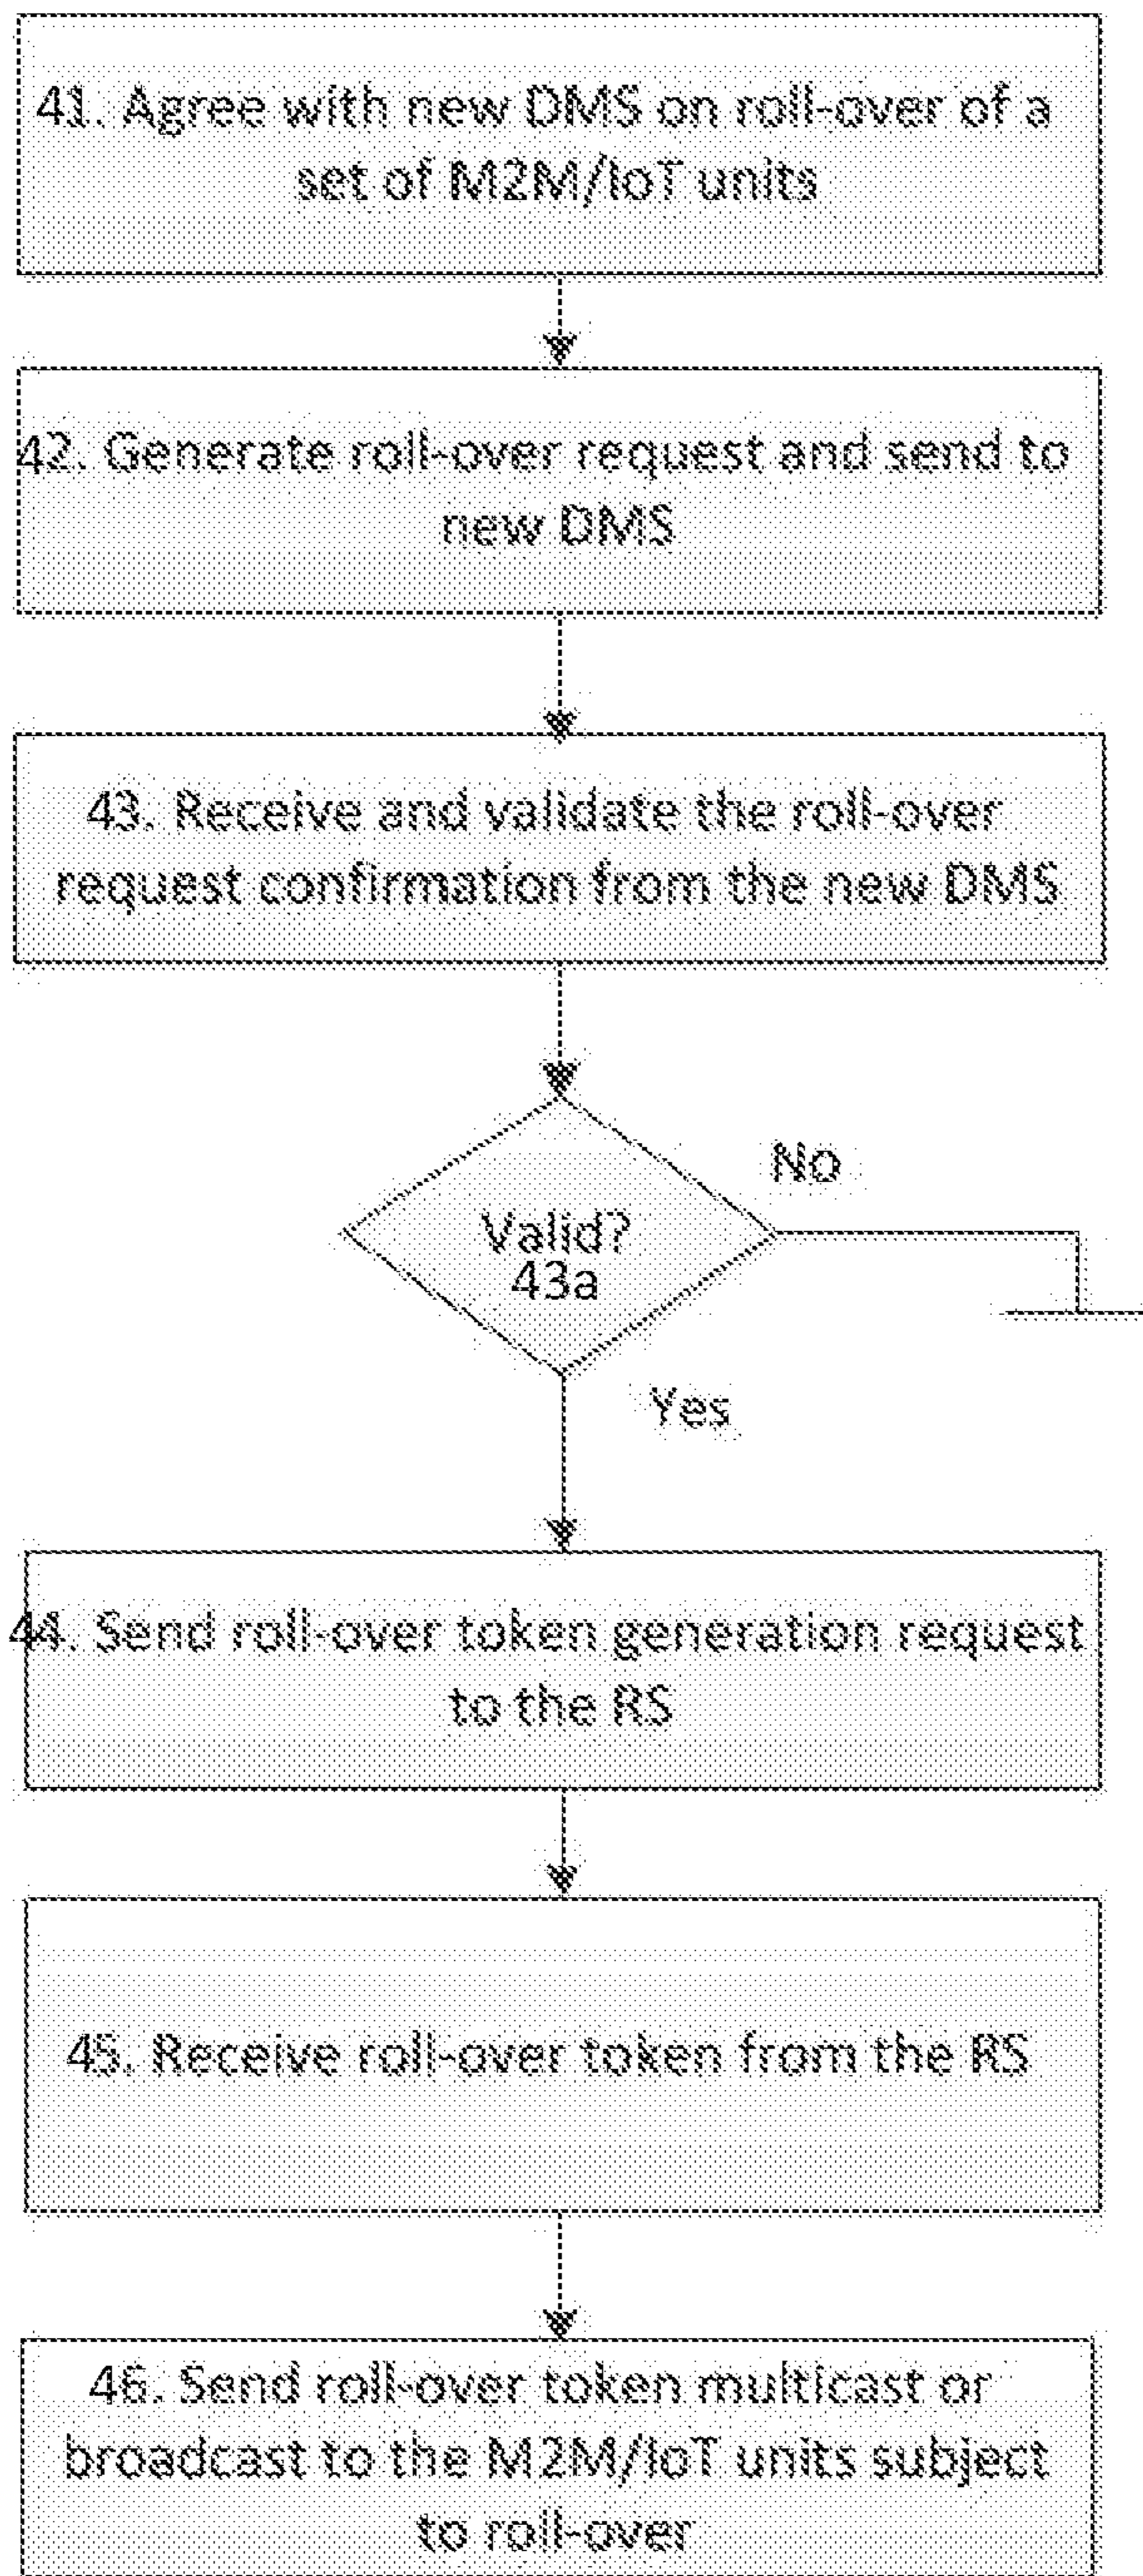 41. Agree with new DMS on roll-over of a
set of M2M/IoT units
42. Generate roll-over request and send to
new DMS
43. Receive and validate the roll-over
request confirmation from the new DMS
No
Valid?
43a
Yes
44. Send roll-over token generation request
to the RS
45. Receive roll-over token from the RS
46. Send roll-over token multicast or
broadcast to the M2M/IoT units subject
to roll-over